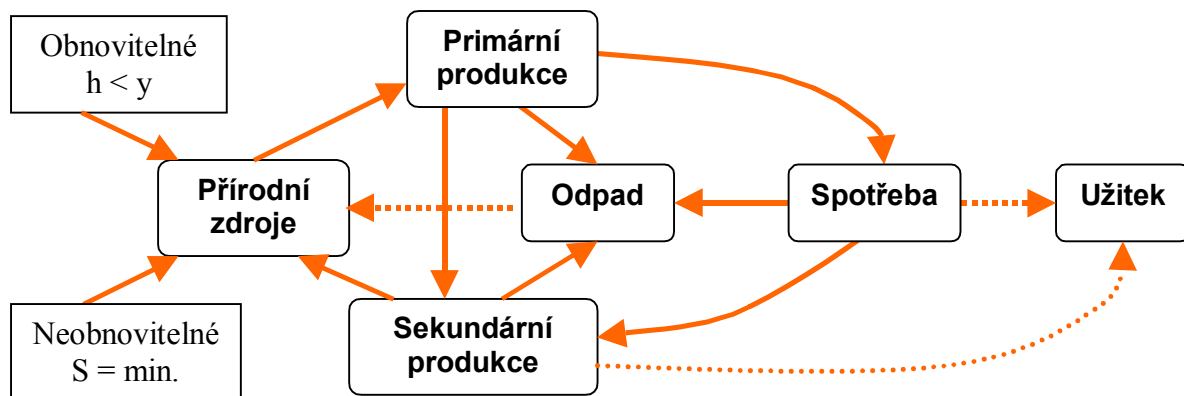 Obnovitelné
h < y
Primární
produkce
Přírodní
zdroje
Odpad
Spotřeba
Užitek
Neobnovitelné
S = min.
Sekundární
produkce